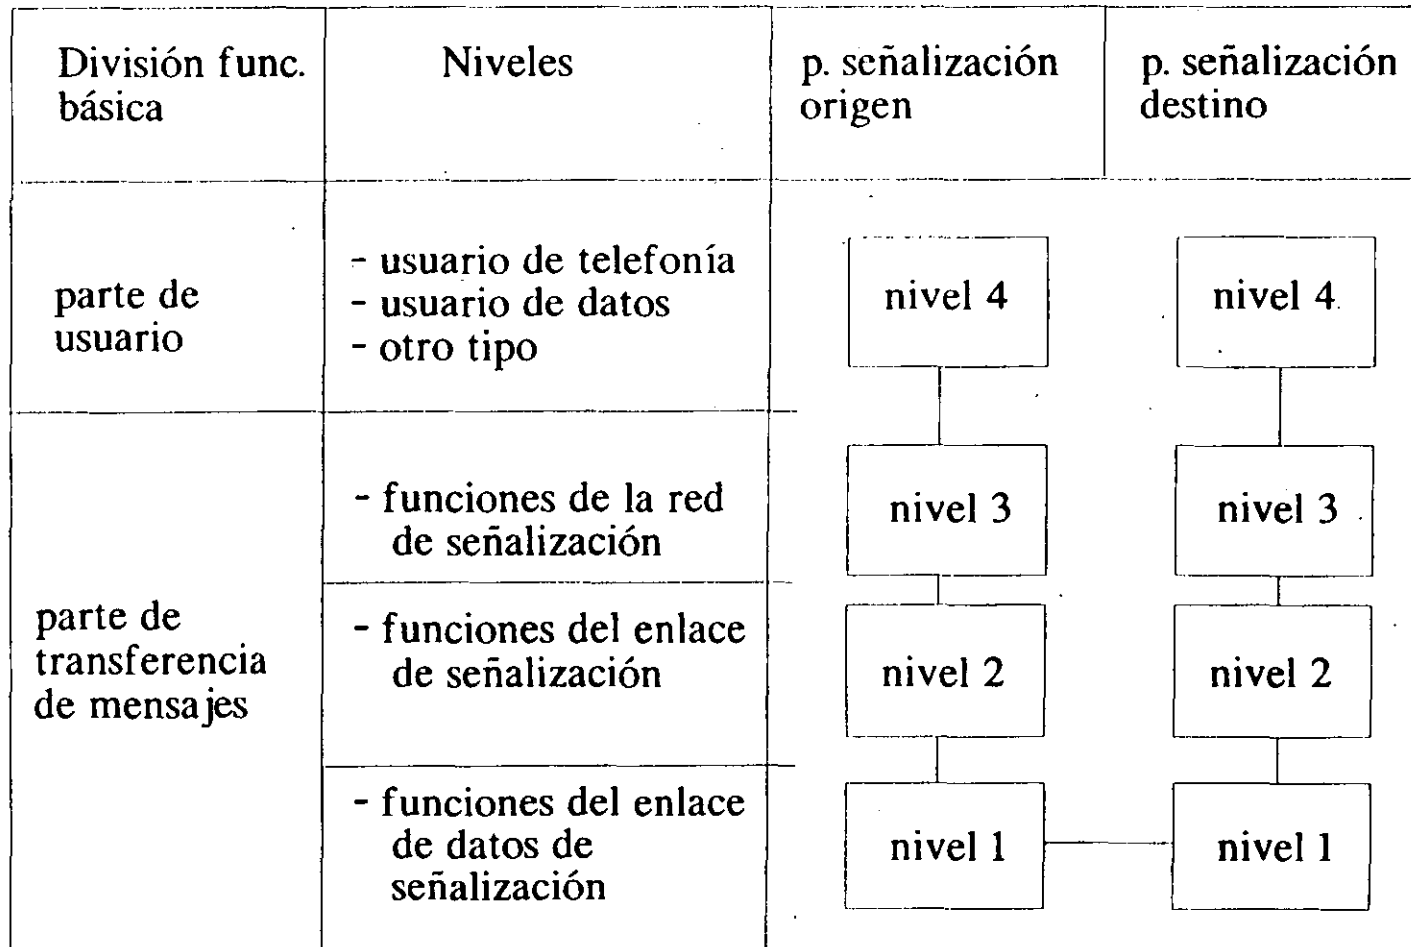 División func.
básica
Niveles
p. señalización
origen
p. señalización
destino
parte de
usuario
- usuario de telefonía
- usuario de datos
- otro tipo
nivel 4
nivel 4
parte de
transferencia
de mensajes
- funciones de la red
de señalización
nivel 3
nivel 3
- funciones del enlace
de señalización
nivel 2
nivel 2
- funciones del enlace
de datos de
señalización
nivel 1
nivel 1